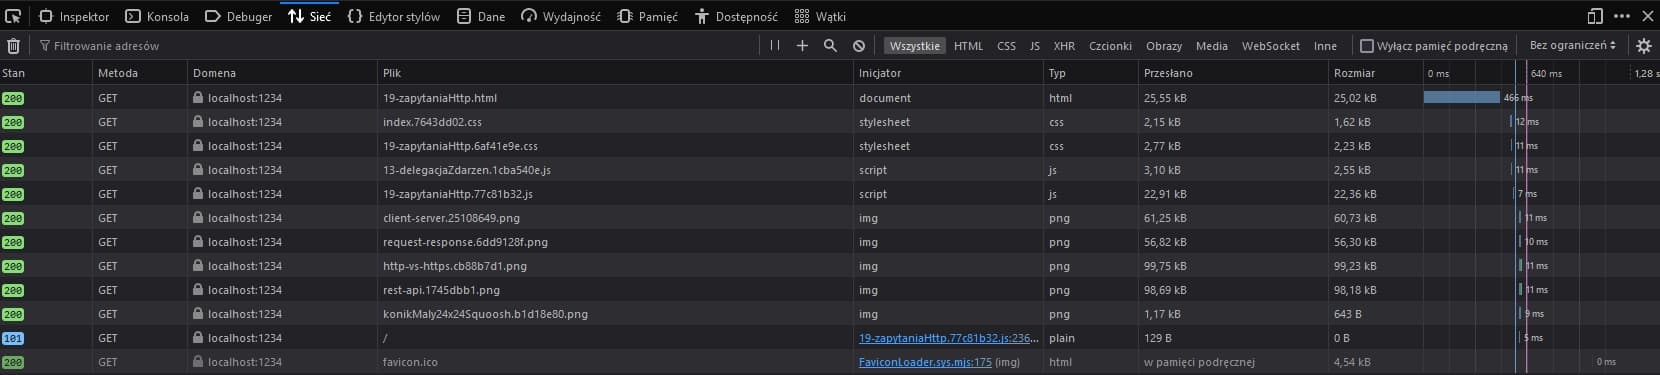 Inspektor Konsola Debuger Sieć Edytor stylów Dane Wydajność Pamięć Dostępność Wątki
Filtrowanie adresów Wszystkie HTML CSS JS XHR Czcionki Obrazy Media WebSocket Inne Wyłącz pamięć podręczną Bez ograniczeń
Stan Metoda Domena Plik Inicjator Typ Przesłano Rozmiar 0 ms 640 ms 1,28 s
200 GET localhost:1234 19-zapytaniaHttp.html document html 25,55 kB 25,02 kB 466 ms
200 GET localhost:1234 index.7643dd02.css stylesheet css 2,15 kB 1,62 kB 12 ms
200 GET localhost:1234 19-zapytaniaHttp.6af41e9e.css stylesheet css 2,77 kB 2,23 kB 11 ms
200 GET localhost:1234 13-delegacjaZdarzen.1cba540e.js script js 3,10 kB 2,55 kB 11 ms
200 GET localhost:1234 19-zapytaniaHttp.77c81b32.js script js 22,91 kB 22,36 kB 7 ms
200 GET localhost:1234 client-server.25108649.png img png 61,25 kB 60,73 kB 11 ms
200 GET localhost:1234 request-response.6dd9128f.png img png 56,82 kB 56,30 kB 10 ms
200 GET localhost:1234 http-vs-https.cb88b7d1.png img png 99,75 kB 99,23 kB 11 ms
200 GET localhost:1234 rest-api.1745dbb1.png img png 98,69 kB 98,18 kB 11 ms
200 GET localhost:1234 konikMaly24x24Squoosh.b1d18e80.png img png 1,17 kB 643 B 9 ms
101 GET localhost:1234 / 19-zapytaniaHttp.77c81b32.js:236... plain 129 B 0 B 5 ms
200 GET localhost:1234 favicon.ico FaviconLoader.sys.mjs:175 (img) html w pamięci podręcznej 4,54 kB 0 ms